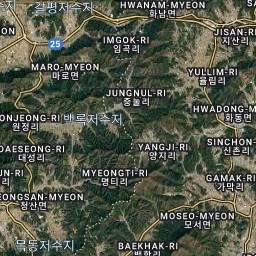 갈평저수지
HWANAM-MYEON
화남면
IMGOK-RI
임곡리
JISAN-RI
지산리
25
MARO-MYEON
마로면
YULLIM-RI
율림리
JUNGNUL-RI
중눌리
HWADONG-M
화동면
ONJEONG-RI
원정리
백록저수지
DAESEONG-RI
대성리
YANGJI-RI
양지리
SINCHON-
신촌리
MYEONGTI-RI
명티리
GAMAK-RI
가막리
UN-RI
EONGSAN-MYEON
청산면
MOSEO-MYEON
모서면
목동저수지
BAEKHAK-RI
백학리